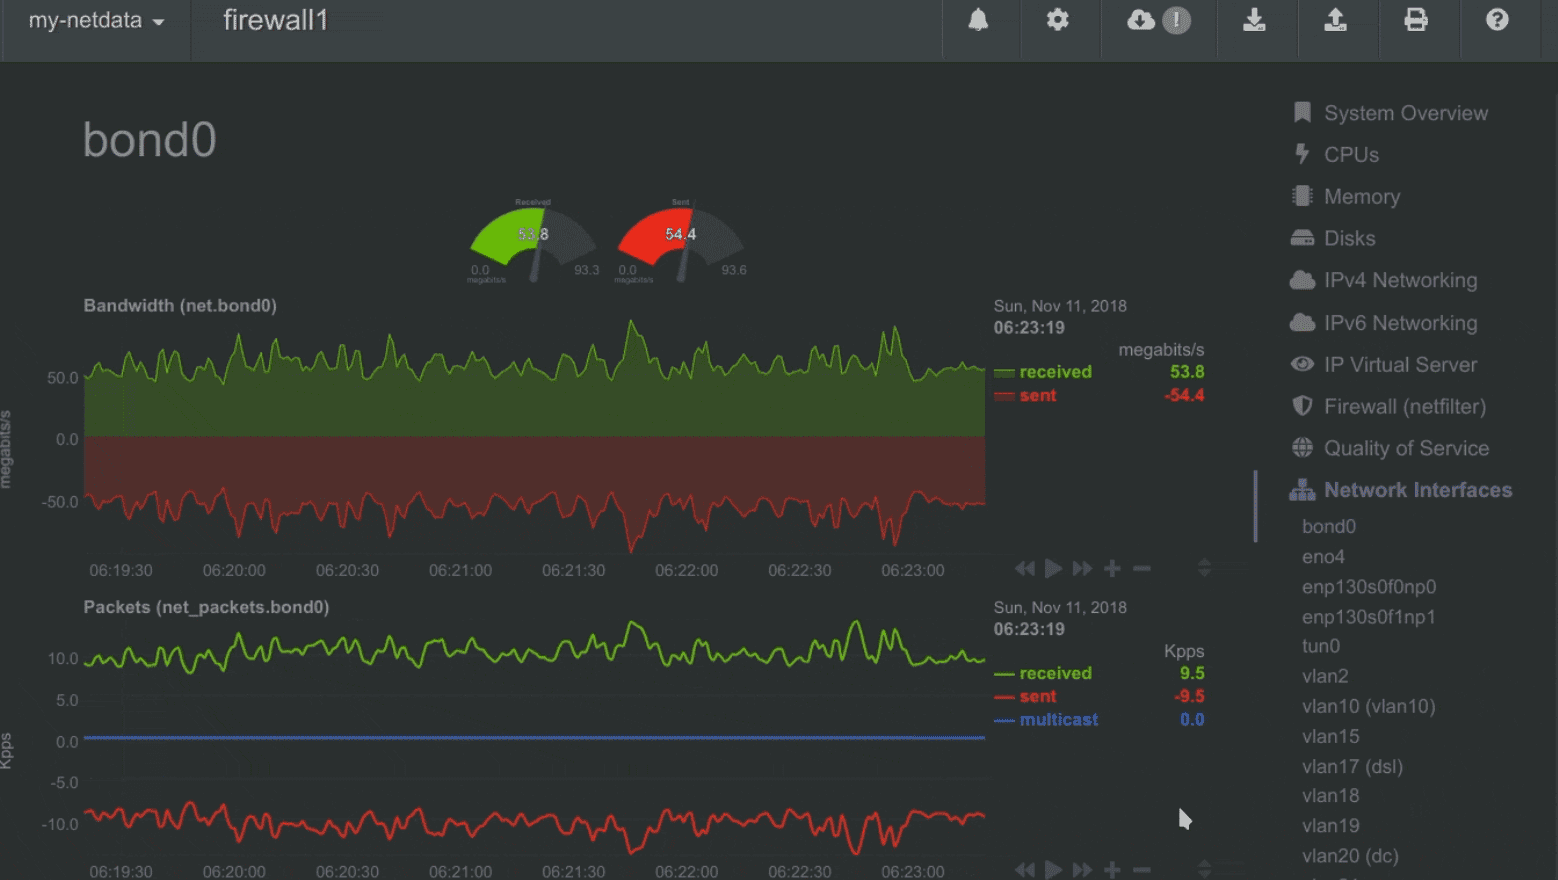 my-netdata
firewall1
!
?
bond0
Received
53.8
0.0
93.3
megabits/s
Sent
54.4
0.0
93.6
megabits/s
Bandwidth (net.bond0)
Sun, Nov 11, 2018
06:23:19
megabits/s
received 53.8
sent -54.4
megabits/s
50.0
0.0
-50.0
06:19:30 06:20:00 06:20:30 06:21:00 06:21:30 06:22:00 06:22:30 06:23:00
Packets (net_packets.bond0)
Sun, Nov 11, 2018
06:23:19
Kpps
received 9.5
sent -9.5
multicast 0.0
Kpps
10.0
5.0
0.0
-5.0
-10.0
06:19:30 06:20:00 06:20:30 06:21:00 06:21:30 06:22:00 06:22:30 06:23:00
System Overview
CPUs
Memory
Disks
IPv4 Networking
IPv6 Networking
IP Virtual Server
Firewall (netfilter)
Quality of Service
Network Interfaces
bond0
eno4
enp130s0f0np0
enp130s0f1np1
tun0
vlan2
vlan10 (vlan10)
vlan15
vlan17 (dsl)
vlan18
vlan19
vlan20 (dc)